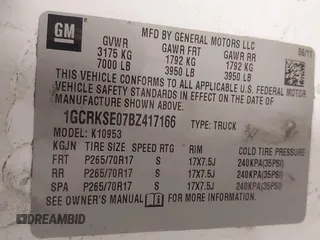 GM
MFD BY GENERAL MOTORS LLC
GVWR GAWR FRT GAWR RR 06/11
3175 KG 1792 KG 1792 KG
7000 LB 3950 LB 3950 LB
THIS VEHICLE CONFORMS TO ALL APPLICABLE U.S. FEDERAL MOTOR
VEHICLE SAFETY STANDARDS IN EFFECT ON THE DATE OF
MANUFACTURE SHOWN ABOVE.
1GCRKSE07BZ417166 TYPE: TRUCK
MODEL: K10953
KGJN TIRE SIZE SPEED RTG RIM COLD TIRE PRESSURE
FRT P265/70R17 S 17X7.5J 240KPA(35PSI)
RR P265/70R17 S 17X7.5J 240KPA(35PSI)
SPA P265/70R17 S 17X7.5J 240KPA(35PSI)
SEE OWNER'S MANUAL FOR MORE INFORMATION.
DREAMBID